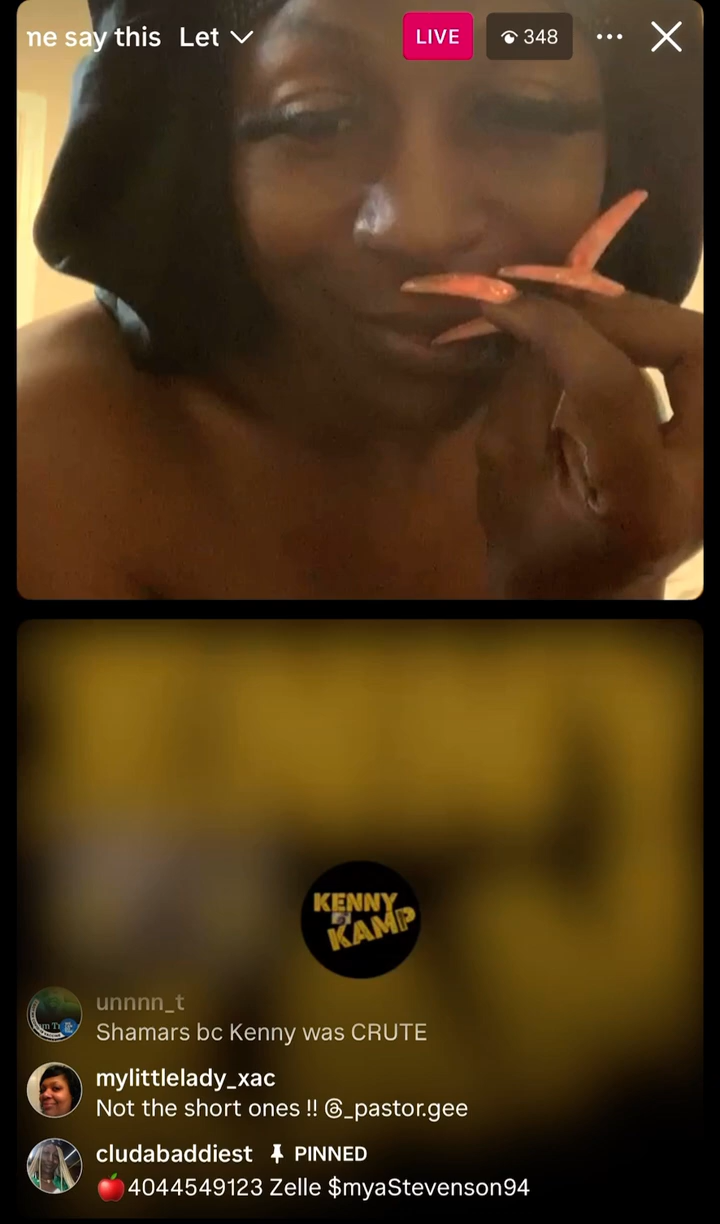 me say this Let
LIVE
348
KENNY
KAMP
unnnn_t
Shamars bc Kenny was CRUTE
mylittlelady_xac
Not the short ones !! @_pastor.gee
cludabaddiest PINNED
🍎4044549123 Zelle $myaStevenson94